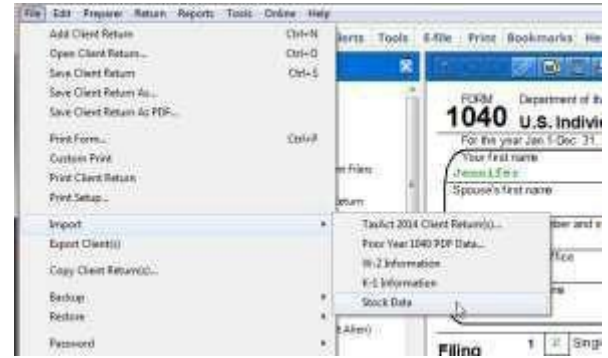 File Edit Preparer Return Reports Tools Online Help
Add Client Return Ctrl+N
Open Client Return... Ctrl+O
Save Client Return Ctrl+S
Save Client Return As...
Save Client Return As PDF...
Print Form... Ctrl+P
Custom Print
Print Client Return
Print Setup...
Import
Export Client(s)
Copy Client Return(s)...
Backup
Restore
Password
TaxAct 2014 Client Return(s)...
Prior Year 1040 PDF Data...
W-2 Information
K-1 Information
Stock Data
Alerts Tools E-file Print Bookmarks
FORM
1040
Department of
U.S. Indivi
For the year Jan 1-Dec 31
Your first name
Jennifer
Spouse's first name
Filing
1
Singl